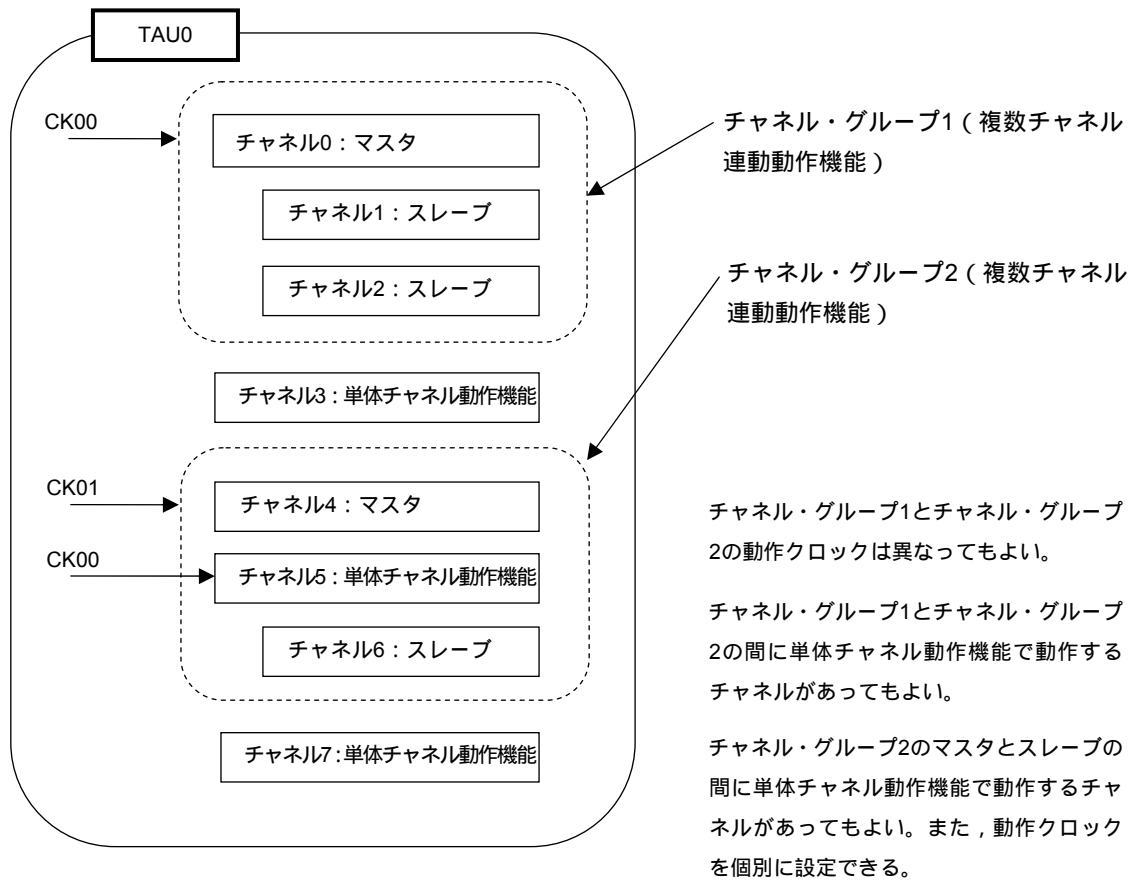 TAU0
CK00
チャネル0：マスタ
チャネル1：スレーブ
チャネル2：スレーブ
チャネル・グループ1（複数チャネル
連動動作機能）
チャネル・グループ2（複数チャネル
連動動作機能）
チャネル3：単体チャネル動作機能
CK01
チャネル4：マスタ
CK00
チャネル5：単体チャネル動作機能
チャネル6：スレーブ
チャネル7：単体チャネル動作機能
チャネル・グループ1とチャネル・グループ
2の動作クロックは異なってもよい。
チャネル・グループ1とチャネル・グループ
2の間に単体チャネル動作機能で動作する
チャネルがあってもよい。
チャネル・グループ2のマスタとスレーブの
間に単体チャネル動作機能で動作するチャ
ネルがあってもよい。また，動作クロック
を個別に設定できる。